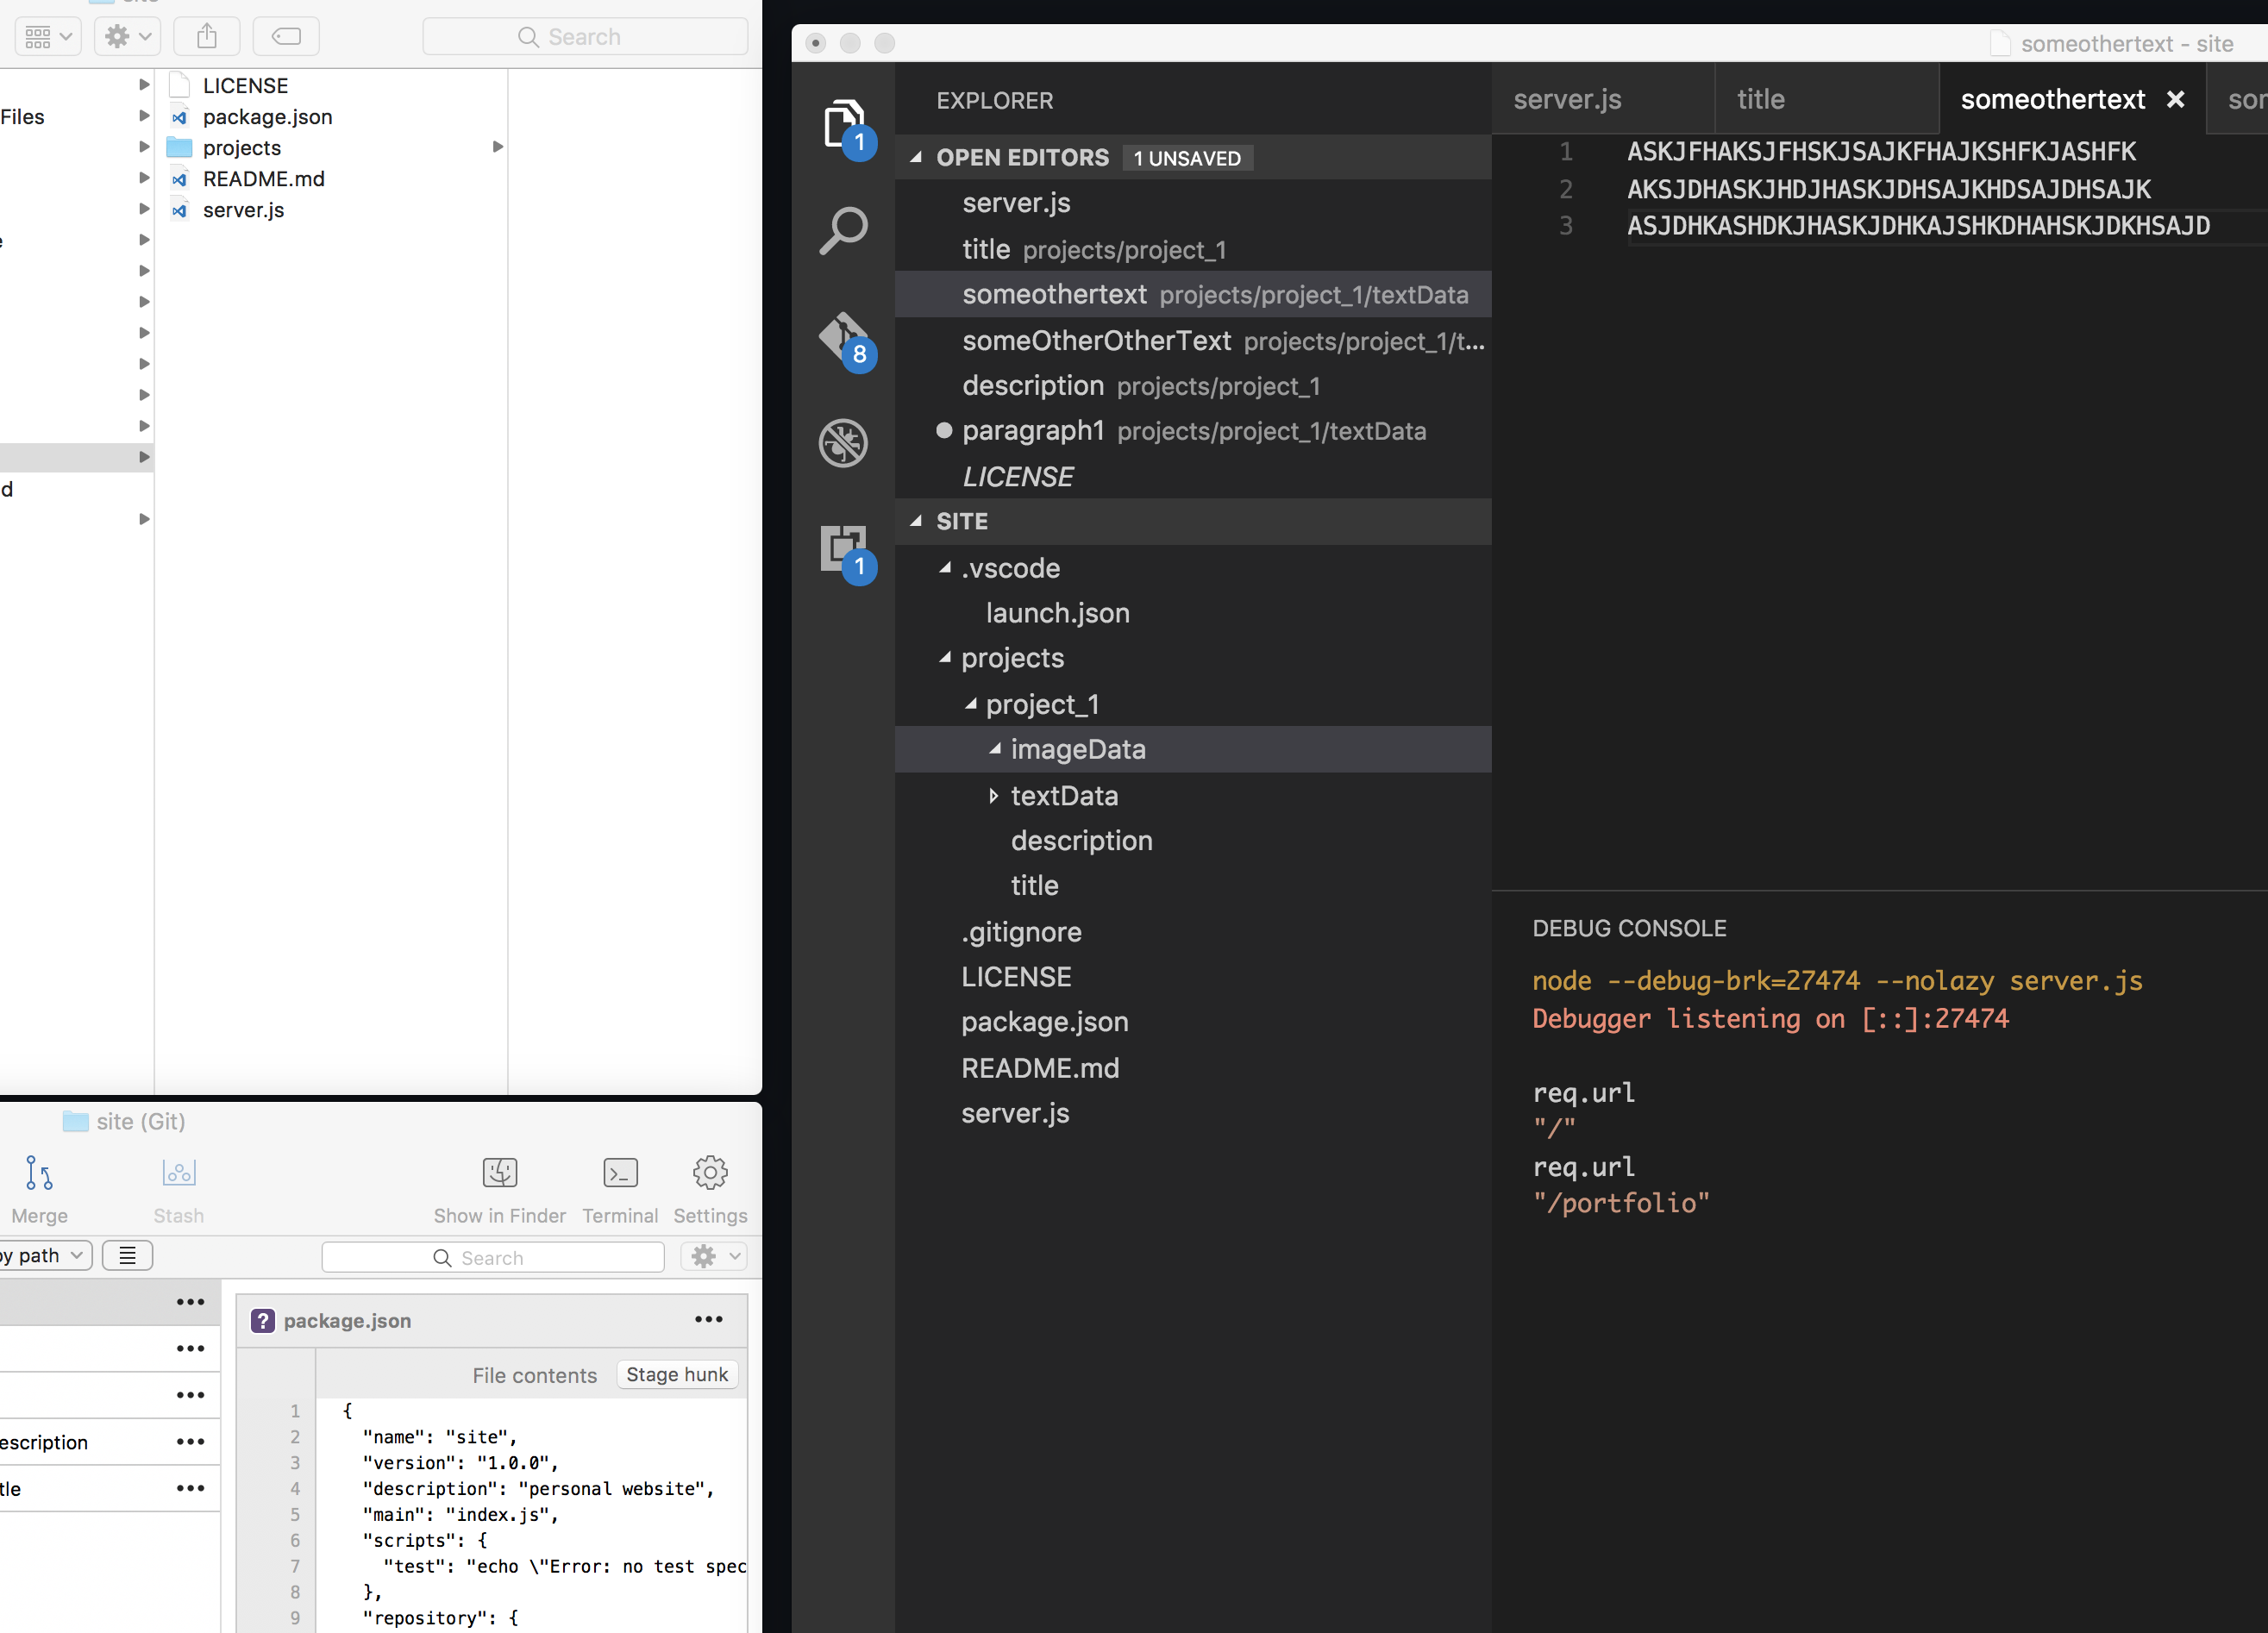 site
Search
Files
e
d
LICENSE
package.json
projects
README.md
server.js
site (Git)
Merge
Stash
Show in Finder
Terminal
Settings
by path
Search
escription
tle
? package.json
File contents
Stage hunk
1 {
2 "name": "site",
3 "version": "1.0.0",
4 "description": "personal website",
5 "main": "index.js",
6 "scripts": {
7 "test": "echo \"Error: no test spec
8 },
9 "repository": {
someothertext - site
1
8
1
EXPLORER
OPEN EDITORS 1 UNSAVED
server.js
title projects/project_1
someothertext projects/project_1/textData
someOtherOtherText projects/project_1/t...
description projects/project_1
paragraph1 projects/project_1/textData
LICENSE
SITE
.vscode
launch.json
projects
project_1
imageData
textData
description
title
.gitignore
LICENSE
package.json
README.md
server.js
server.js title someothertext som
1 ASKJFHAKSJFHSKJSAJKFHAJKSHFKJASHFK
2 AKSJDHASKJHDJHASKJDHSAJKHDSAJDHSAJK
3 ASJDHKASHDKJHASKJDHKAJSHKDHAHSKJDKHSAJD
DEBUG CONSOLE
node --debug-brk=27474 --nolazy server.js
Debugger listening on [::]:27474
req.url
"/"
req.url
"/portfolio"